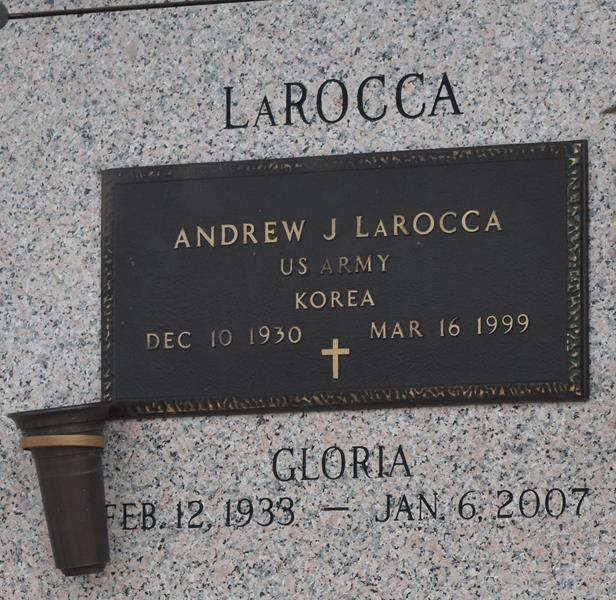 LaROCCA
ANDREW J LaROCCA
US ARMY
KOREA
DEC 10 1930 MAR 16 1999
GLORIA
FEB. 12, 1933 — JAN. 6, 2007